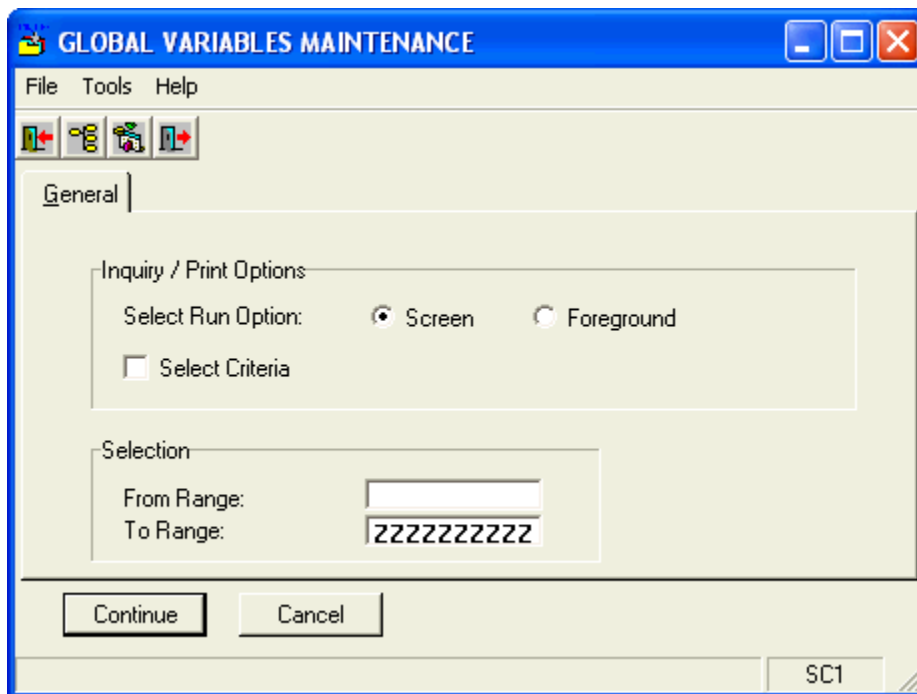 GLOBAL VARIABLES MAINTENANCE
File Tools Help
General
Inquiry / Print Options
Select Run Option: Screen Foreground
Select Criteria
Selection
From Range:
To Range: ZZZZZZZZZZ
Continue Cancel
SC1